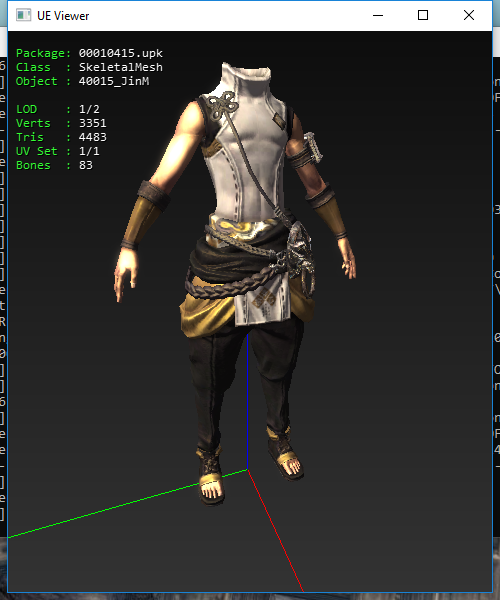 UE Viewer
Package: 00010415.upk
Class : SkeletalMesh
Object : 40015_JinM
LOD : 1/2
Verts : 3351
Tris : 4483
UV Set : 1/1
Bones : 83